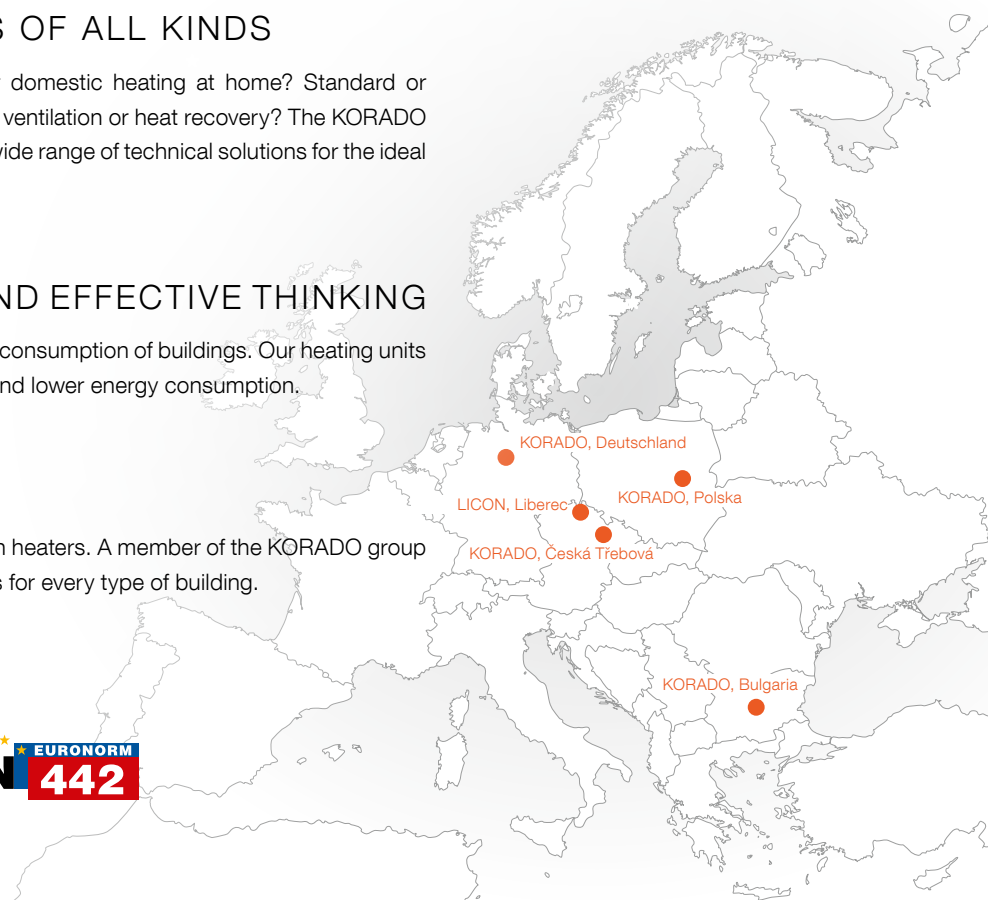 S OF ALL KINDS
domestic heating at home? Standard or
ventilation or heat recovery? The KORADO
wide range of technical solutions for the ideal
ND EFFECTIVE THINKING
consumption of buildings. Our heating units
nd lower energy consumption.
heaters. A member of the KORADO group
s for every type of building.
KORADO, Deutschland
KORADO, Polska
LICON, Liberec
KORADO, Česká Třebová
KORADO, Bulgaria
EURONORM
N 442